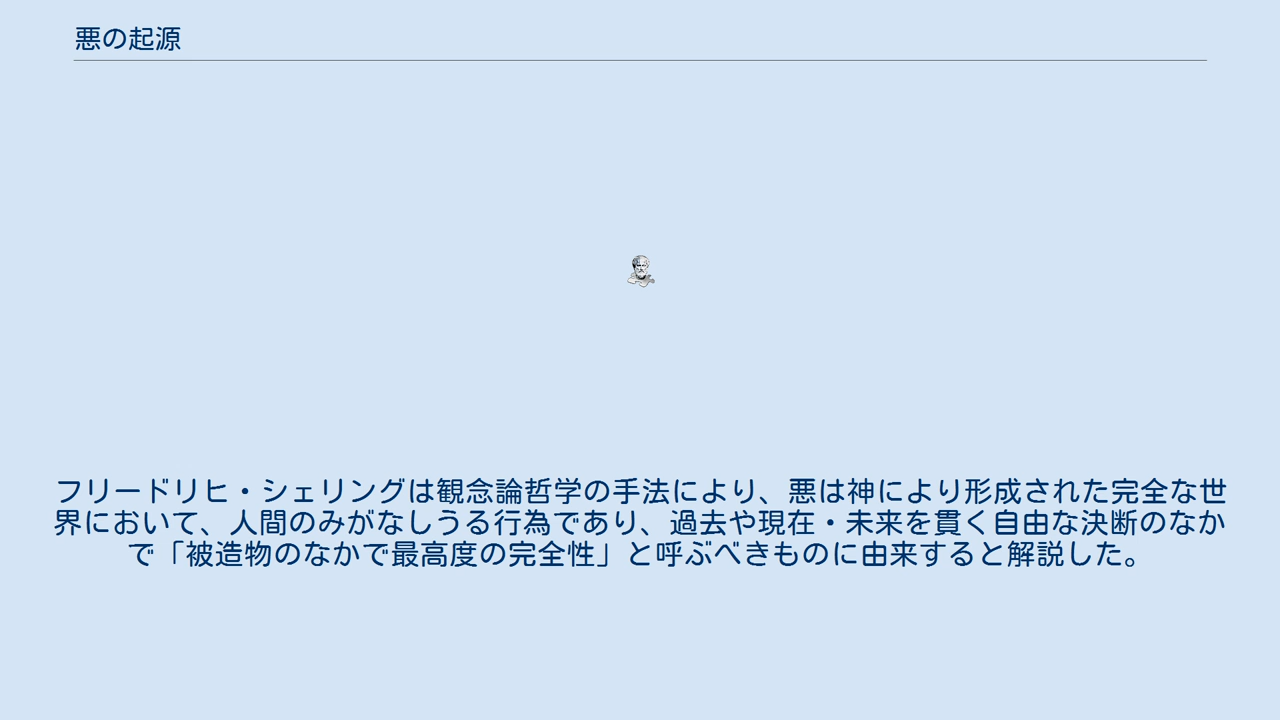 悪の起源
フリードリヒ・シェリングは観念論哲学の手法により、悪は神により形成された完全な世
界において、人間のみがなしうる行為であり、過去や現在・未来を貫く自由な決断のなか
で「被造物のなかで最高度の完全性」と呼ぶべきものに由来すると解説した。